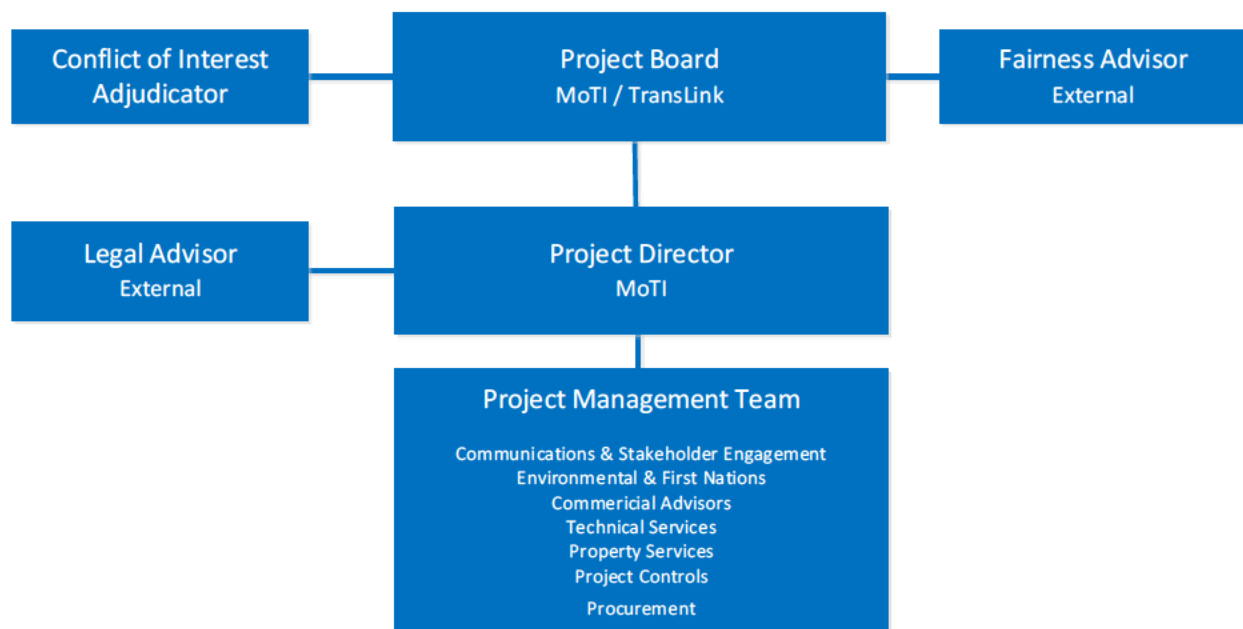 Conflict of Interest
Adjudicator
Project Board
MoTI / TransLink
Fairness Advisor
External
Legal Advisor
External
Project Director
MoTI
Project Management Team
Communications & Stakeholder Engagement
Environmental & First Nations
Commericial Advisors
Technical Services
Property Services
Project Controls
Procurement